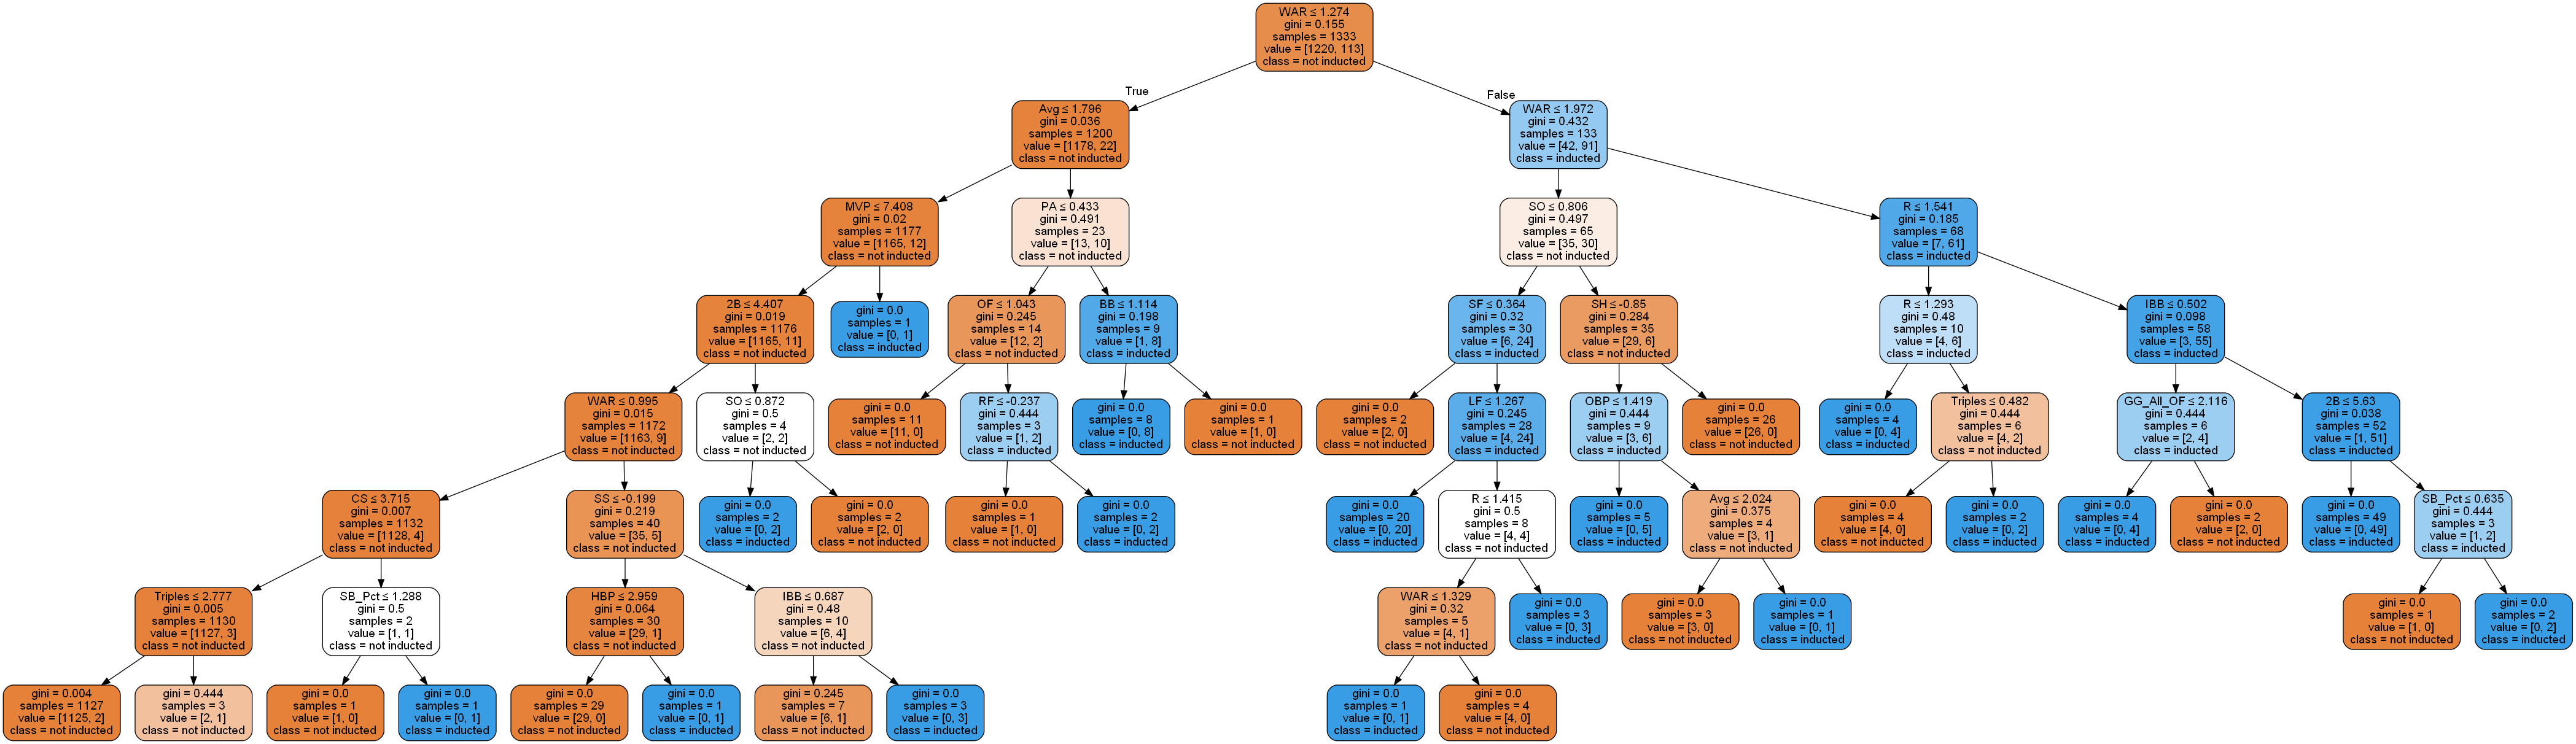 WAR ≤ 1.274
gini = 0.155
samples = 1333
value = [1220, 113]
class = not inducted
True
False
Avg ≤ 1.796
gini = 0.036
samples = 1200
value = [1178, 22]
class = not inducted
WAR ≤ 1.972
gini = 0.432
samples = 133
value = [42, 91]
class = inducted
MVP ≤ 7.408
gini = 0.02
samples = 1177
value = [1165, 12]
class = not inducted
PA ≤ 0.433
gini = 0.491
samples = 23
value = [13, 10]
class = not inducted
SO ≤ 0.806
gini = 0.497
samples = 65
value = [35, 30]
class = not inducted
R ≤ 1.541
gini = 0.185
samples = 68
value = [7, 61]
class = inducted
2B ≤ 4.407
gini = 0.019
samples = 1176
value = [1165, 11]
class = not inducted
gini = 0.0
samples = 1
value = [0, 1]
class = inducted
OF ≤ 1.043
gini = 0.245
samples = 14
value = [12, 2]
class = not inducted
BB ≤ 1.114
gini = 0.198
samples = 9
value = [1, 8]
class = inducted
SF ≤ 0.364
gini = 0.32
samples = 30
value = [6, 24]
class = inducted
SH ≤ -0.85
gini = 0.284
samples = 35
value = [29, 6]
class = not inducted
R ≤ 1.293
gini = 0.48
samples = 10
value = [4, 6]
class = inducted
IBB ≤ 0.502
gini = 0.098
samples = 58
value = [3, 55]
class = inducted
WAR ≤ 0.995
gini = 0.015
samples = 1172
value = [1163, 9]
class = not inducted
SO ≤ 0.872
gini = 0.5
samples = 4
value = [2, 2]
class = not inducted
gini = 0.0
samples = 11
value = [11, 0]
class = not inducted
RF ≤ -0.237
gini = 0.444
samples = 3
value = [1, 2]
class = inducted
gini = 0.0
samples = 8
value = [0, 8]
class = inducted
gini = 0.0
samples = 1
value = [1, 0]
class = not inducted
gini = 0.0
samples = 2
value = [2, 0]
class = not inducted
LF ≤ 1.267
gini = 0.245
samples = 28
value = [4, 24]
class = inducted
OBP ≤ 1.419
gini = 0.444
samples = 9
value = [3, 6]
class = inducted
gini = 0.0
samples = 26
value = [26, 0]
class = not inducted
gini = 0.0
samples = 4
value = [0, 4]
class = inducted
Triples ≤ 0.482
gini = 0.444
samples = 6
value = [4, 2]
class = not inducted
GG_All_OF ≤ 2.116
gini = 0.444
samples = 6
value = [2, 4]
class = inducted
2B ≤ 5.63
gini = 0.038
samples = 52
value = [1, 51]
class = inducted
CS ≤ 3.715
gini = 0.007
samples = 1132
value = [1128, 4]
class = not inducted
SS ≤ -0.199
gini = 0.219
samples = 40
value = [35, 5]
class = not inducted
gini = 0.0
samples = 2
value = [0, 2]
class = inducted
gini = 0.0
samples = 2
value = [2, 0]
class = not inducted
gini = 0.0
samples = 1
value = [1, 0]
class = not inducted
gini = 0.0
samples = 2
value = [0, 2]
class = inducted
gini = 0.0
samples = 20
value = [0, 20]
class = inducted
R ≤ 1.415
gini = 0.5
samples = 8
value = [4, 4]
class = not inducted
gini = 0.0
samples = 5
value = [0, 5]
class = inducted
Avg ≤ 2.024
gini = 0.375
samples = 4
value = [3, 1]
class = not inducted
gini = 0.0
samples = 4
value = [4, 0]
class = not inducted
gini = 0.0
samples = 2
value = [0, 2]
class = inducted
gini = 0.0
samples = 4
value = [0, 4]
class = inducted
gini = 0.0
samples = 2
value = [2, 0]
class = not inducted
gini = 0.0
samples = 49
value = [0, 49]
class = inducted
SB_Pct ≤ 0.635
gini = 0.444
samples = 3
value = [1, 2]
class = inducted
Triples ≤ 2.777
gini = 0.005
samples = 1130
value = [1127, 3]
class = not inducted
SB_Pct ≤ 1.288
gini = 0.5
samples = 2
value = [1, 1]
class = not inducted
HBP ≤ 2.959
gini = 0.064
samples = 30
value = [29, 1]
class = not inducted
IBB ≤ 0.687
gini = 0.48
samples = 10
value = [6, 4]
class = not inducted
WAR ≤ 1.329
gini = 0.32
samples = 5
value = [4, 1]
class = not inducted
gini = 0.0
samples = 3
value = [0, 3]
class = inducted
gini = 0.0
samples = 3
value = [3, 0]
class = not inducted
gini = 0.0
samples = 1
value = [0, 1]
class = inducted
gini = 0.0
samples = 1
value = [1, 0]
class = not inducted
gini = 0.0
samples = 2
value = [0, 2]
class = inducted
gini = 0.004
samples = 1127
value = [1125, 2]
class = not inducted
gini = 0.444
samples = 3
value = [2, 1]
class = not inducted
gini = 0.0
samples = 1
value = [1, 0]
class = not inducted
gini = 0.0
samples = 1
value = [0, 1]
class = inducted
gini = 0.0
samples = 29
value = [29, 0]
class = not inducted
gini = 0.0
samples = 1
value = [0, 1]
class = inducted
gini = 0.245
samples = 7
value = [6, 1]
class = not inducted
gini = 0.0
samples = 3
value = [0, 3]
class = inducted
gini = 0.0
samples = 1
value = [0, 1]
class = inducted
gini = 0.0
samples = 4
value = [4, 0]
class = not inducted